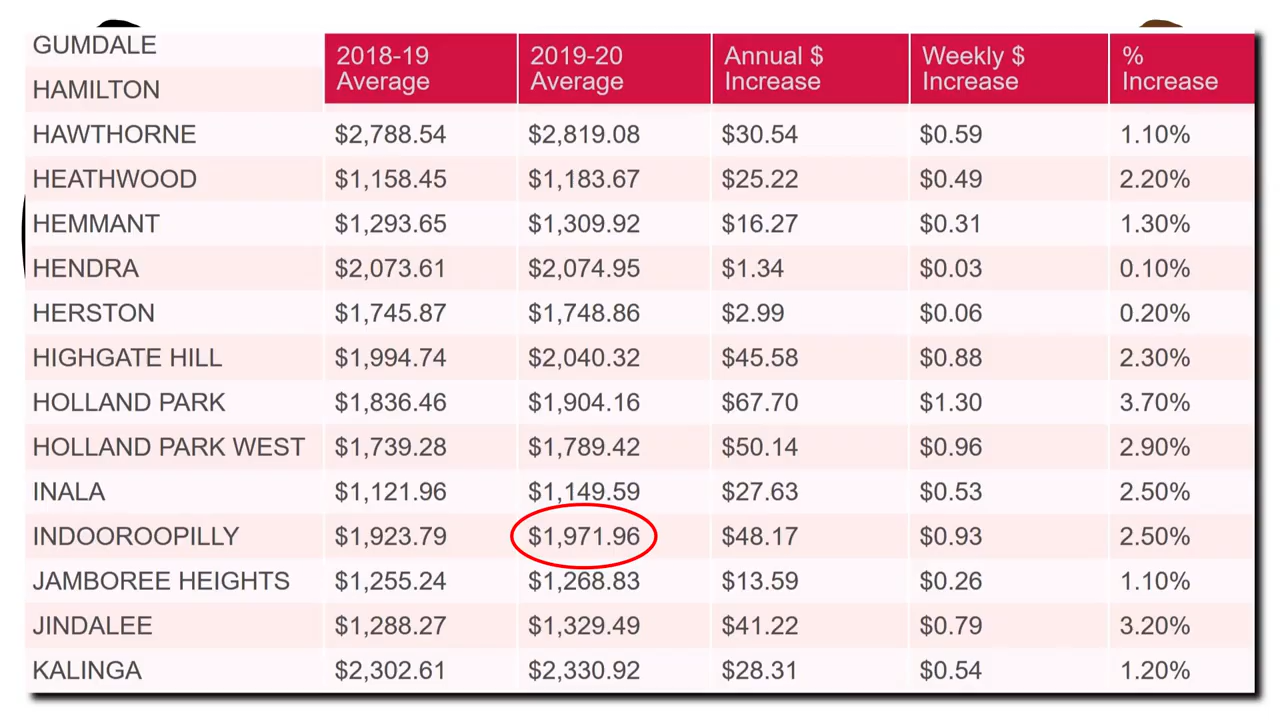 GUMDALE
HAMILTON
2018-19 Average 2019-20 Average Annual $ Increase Weekly $ Increase % Increase
HAWTHORNE $2,788.54 $2,819.08 $30.54 $0.59 1.10%
HEATHWOOD $1,158.45 $1,183.67 $25.22 $0.49 2.20%
HEMMANT $1,293.65 $1,309.92 $16.27 $0.31 1.30%
HENDRA $2,073.61 $2,074.95 $1.34 $0.03 0.10%
HERSTON $1,745.87 $1,748.86 $2.99 $0.06 0.20%
HIGHGATE HILL $1,994.74 $2,040.32 $45.58 $0.88 2.30%
HOLLAND PARK $1,836.46 $1,904.16 $67.70 $1.30 3.70%
HOLLAND PARK WEST $1,739.28 $1,789.42 $50.14 $0.96 2.90%
INALA $1,121.96 $1,149.59 $27.63 $0.53 2.50%
INDOOROOPILLY $1,923.79 $1,971.96 $48.17 $0.93 2.50%
JAMBOREE HEIGHTS $1,255.24 $1,268.83 $13.59 $0.26 1.10%
JINDALEE $1,288.27 $1,329.49 $41.22 $0.79 3.20%
KALINGA $2,302.61 $2,330.92 $28.31 $0.54 1.20%